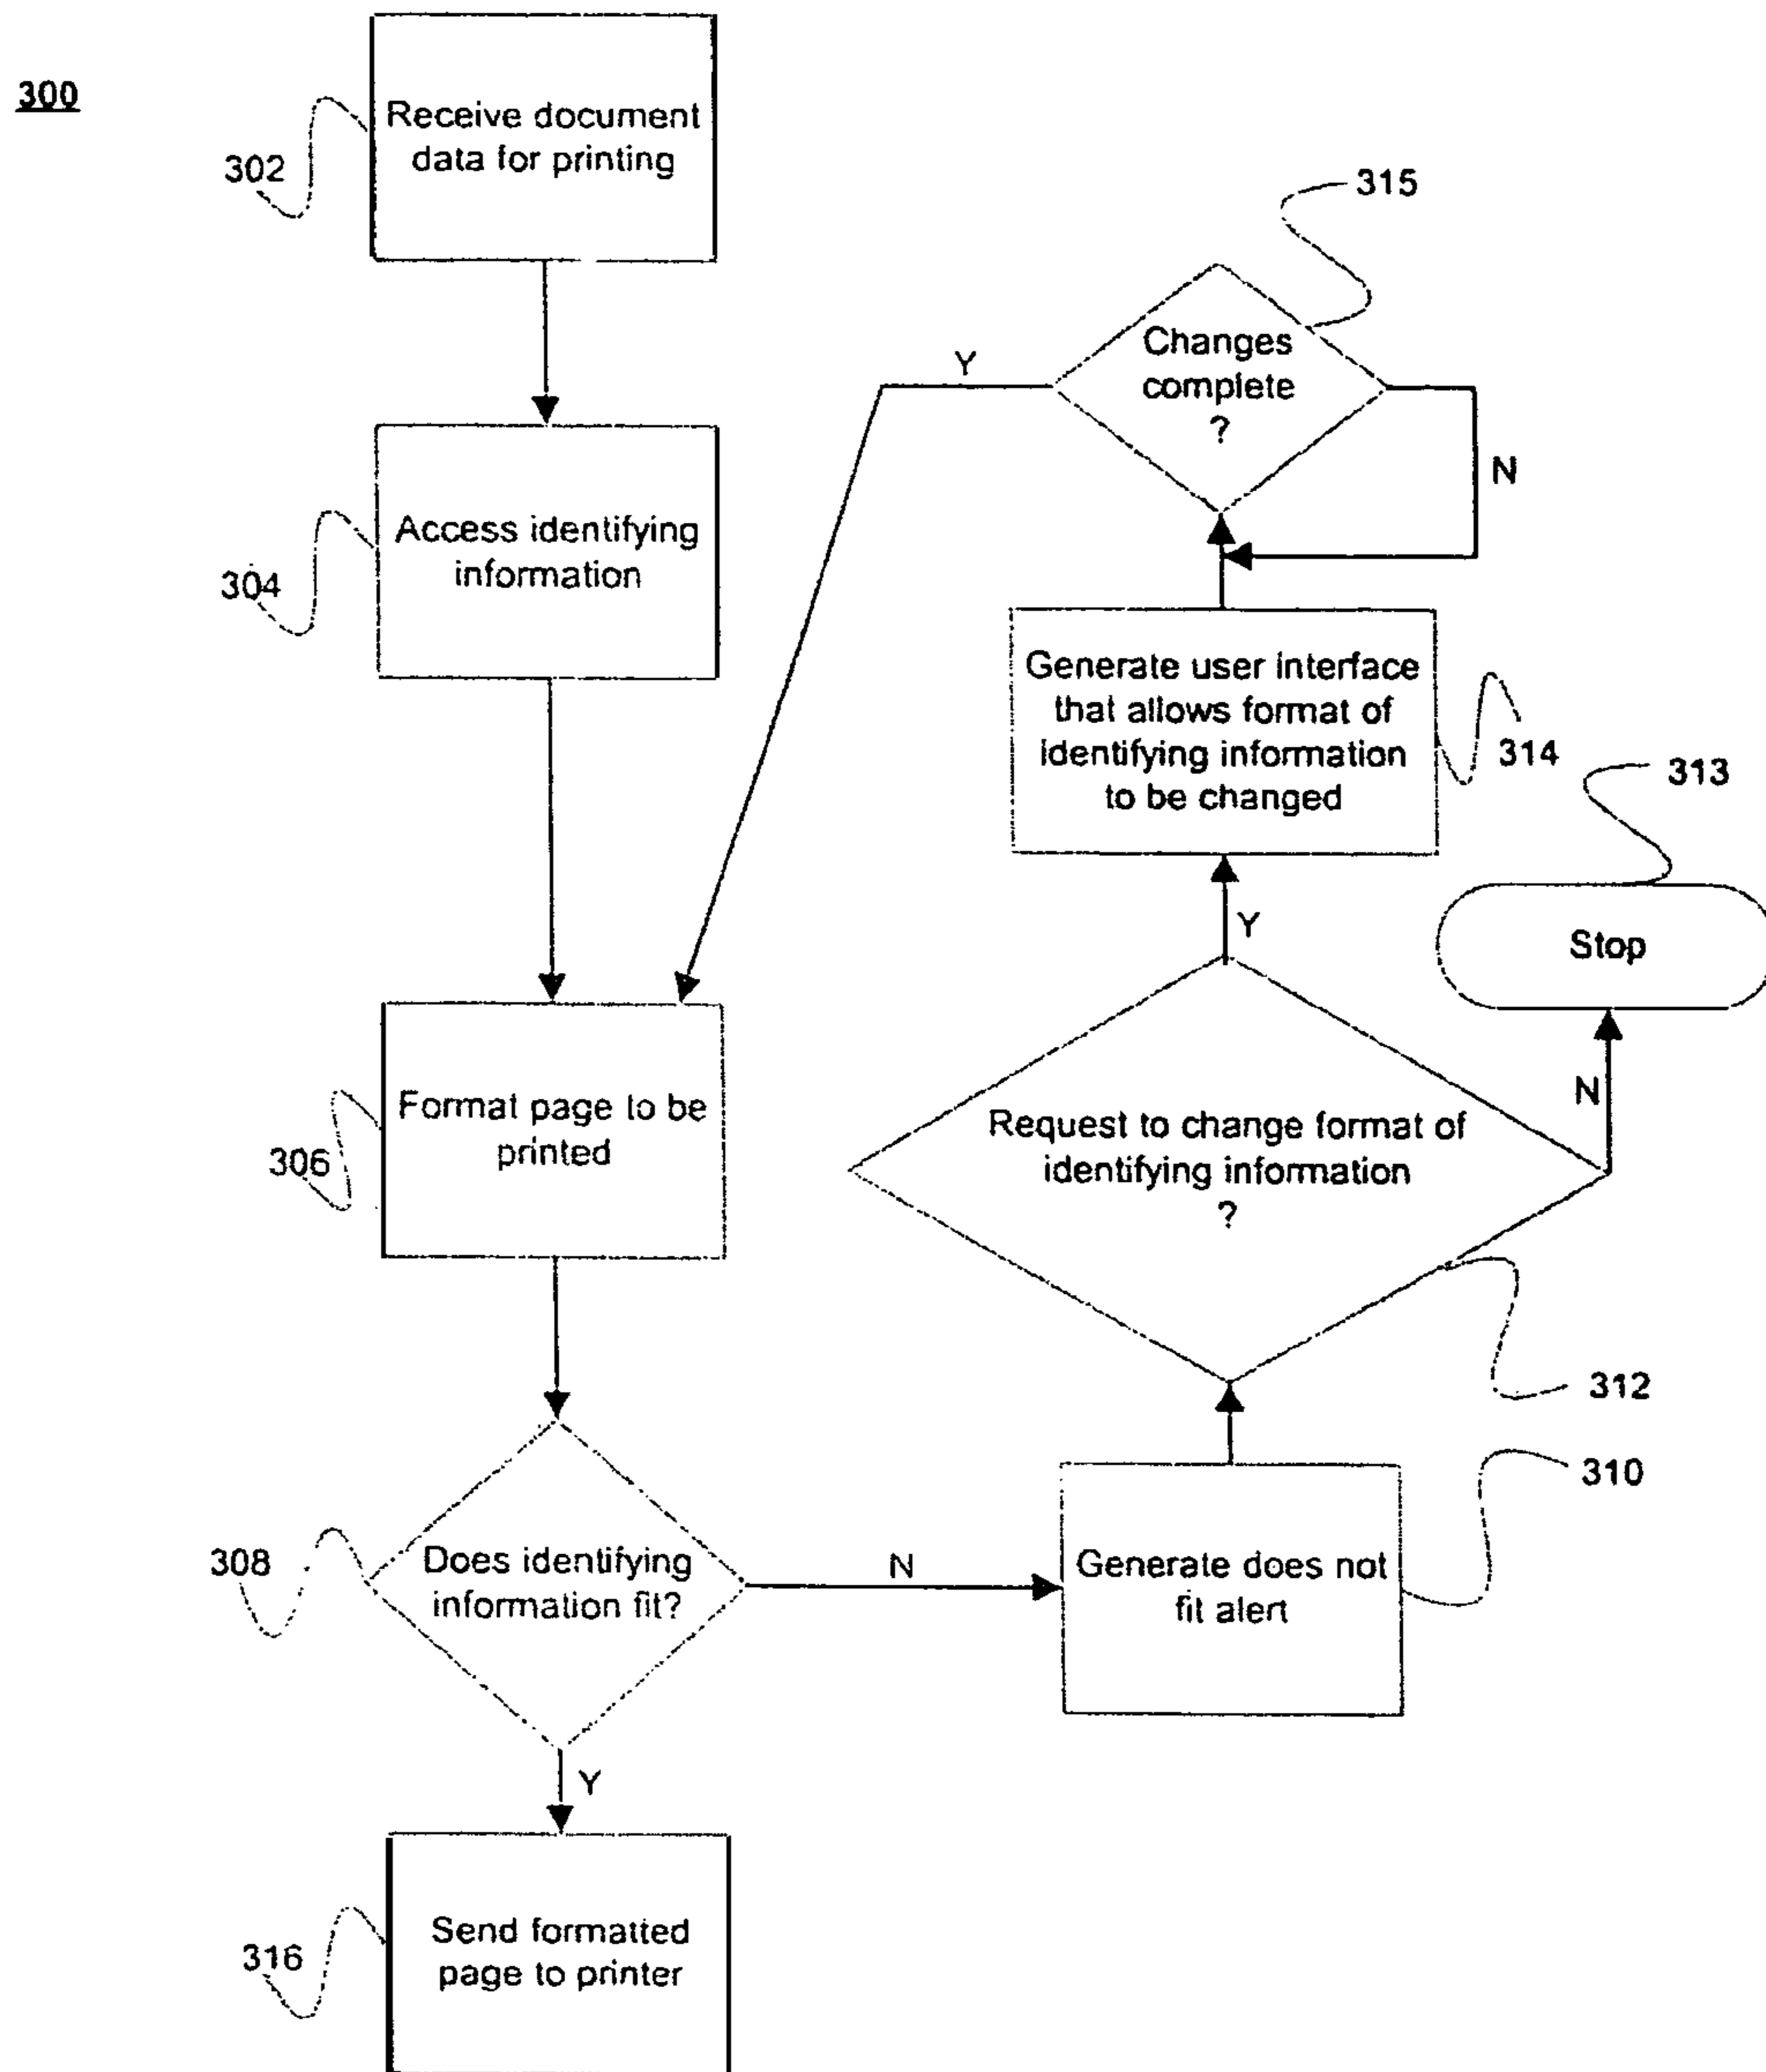 300
Receive document
data for printing
302
Access identifying
information
304
Format page to be
printed
306
Does identifying
information fit?
308
N
Y
Send formatted
page to printer
316
Generate does not
fit alert
310
Request to change format of
identifying information
?
312
N
Stop
313
Y
Generate user interface
that allows format of
identifying information
to be changed
314
Changes
complete
?
315
N
Y